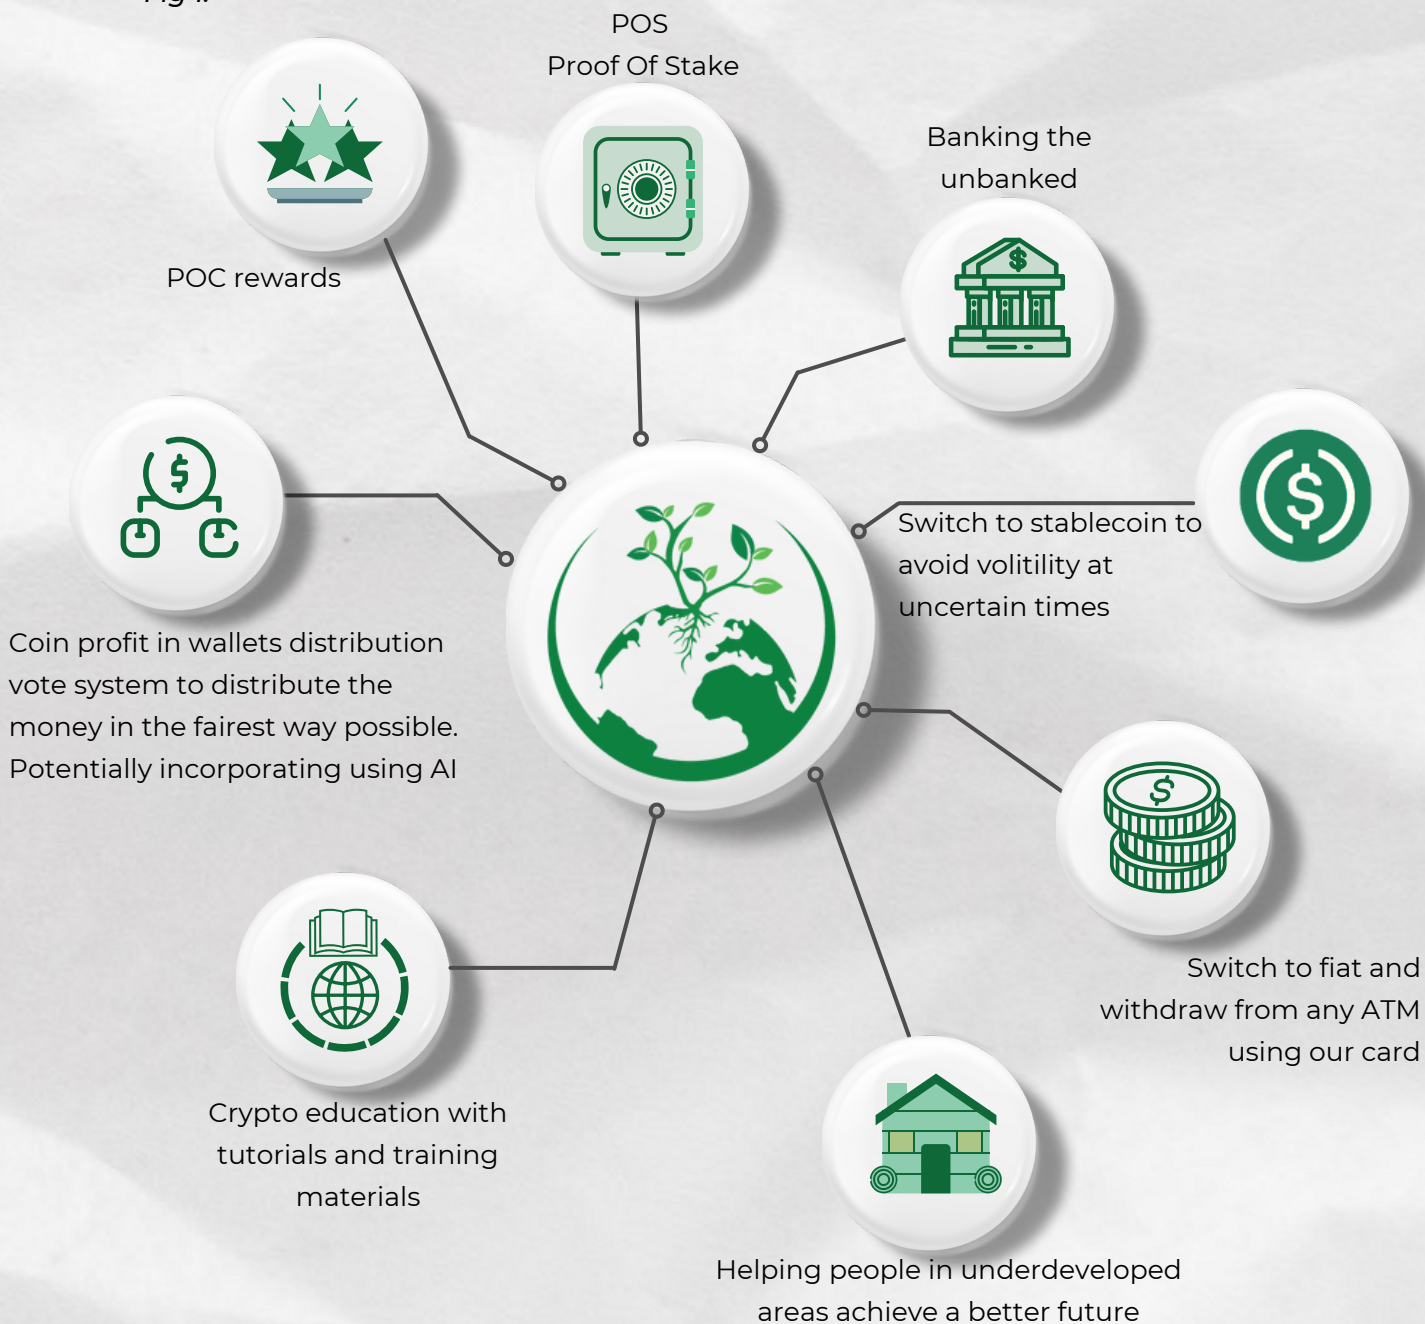 Fig 1.
POS
Proof Of Stake
Banking the
unbanked
POC rewards
Switch to stablecoin to
avoid volitility at
uncertain times
Coin profit in wallets distribution
vote system to distribute the
money in the fairest way possible.
Potentially incorporating using AI
Switch to fiat and
withdraw from any ATM
using our card
Crypto education with
tutorials and training
materials
Helping people in underdeveloped
areas achieve a better future